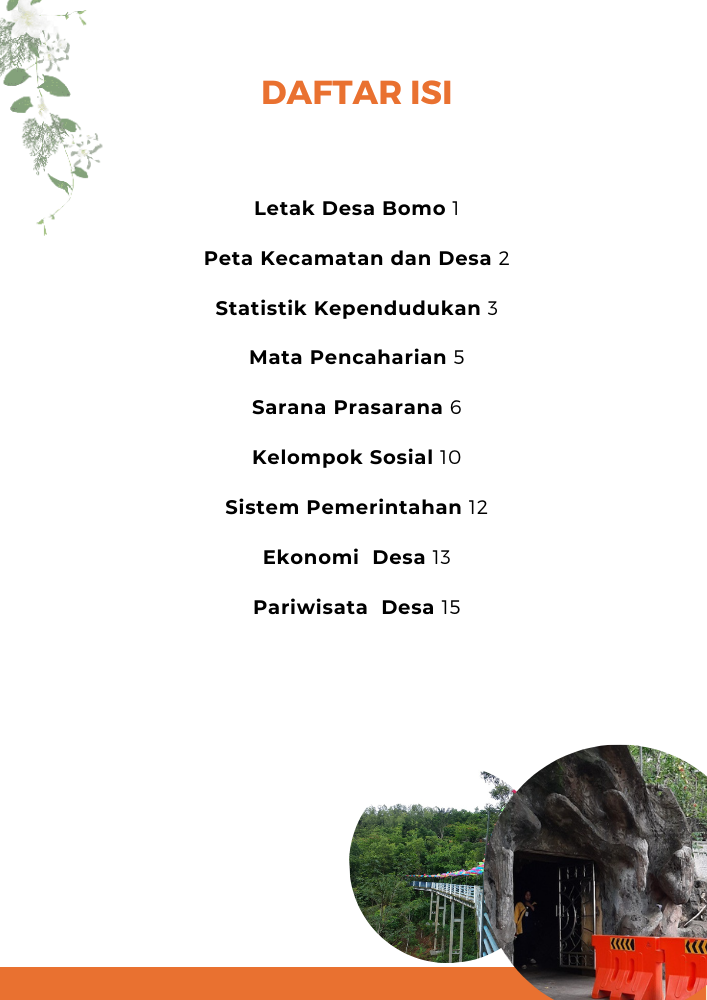 DAFTAR ISI
Letak Desa Bomo 1
Peta Kecamatan dan Desa 2
Statistik Kependudukan 3
Mata Pencaharian 5
Sarana Prasarana 6
Kelompok Sosial 10
Sistem Pemerintahan 12
Ekonomi  Desa 13
Pariwisata  Desa 15